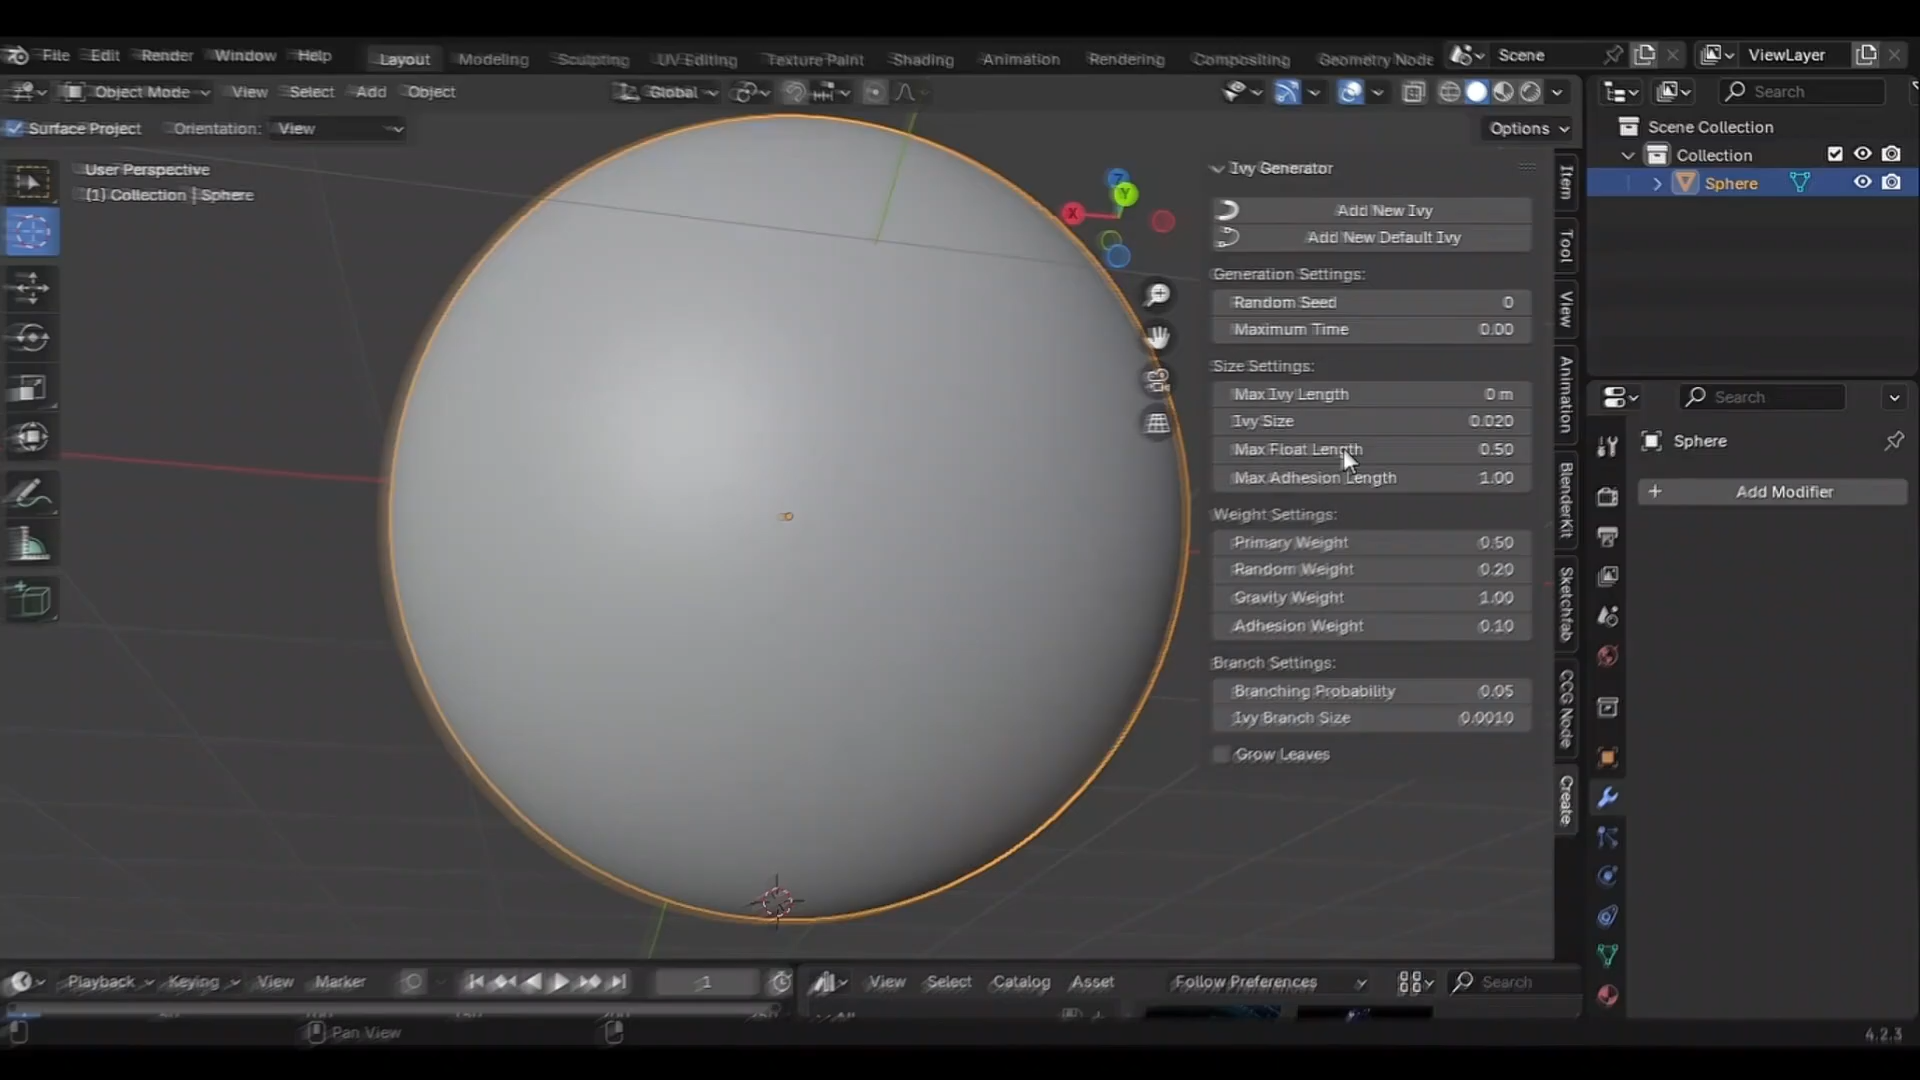 File Edit Render Window Help Layout Modeling Sculpting UV Editing Texture Paint Shading Animation Rendering Compositing Geometry Node Scene ViewLayer
Object Mode View Select Add Object Global Search
Surface Project Orientation: View Options
User Perspective
(1) Collection | Sphere
Z
Y
X
Ivy Generator
Add New Ivy
Add New Default Ivy
Generation Settings:
Random Seed 0
Maximum Time 0.00
Size Settings:
Max Ivy Length 0 m
Ivy Size 0.020
Max Float Length 0.50
Max Adhesion Length 1.00
Weight Settings:
Primary Weight 0.50
Random Weight 0.20
Gravity Weight 1.00
Adhesion Weight 0.10
Branch Settings:
Branching Probability 0.05
Ivy Branch Size 0.0010
Grow Leaves
Item
Tool
View
Animation
BlenderKit
Sketchfab
CCG Node
Create
Scene Collection
Collection
Sphere
Search
Sphere
Add Modifier
Playback Keying View Marker 1 View Select Catalog Asset Follow Preferences Search
All
Pan View 4.2.3